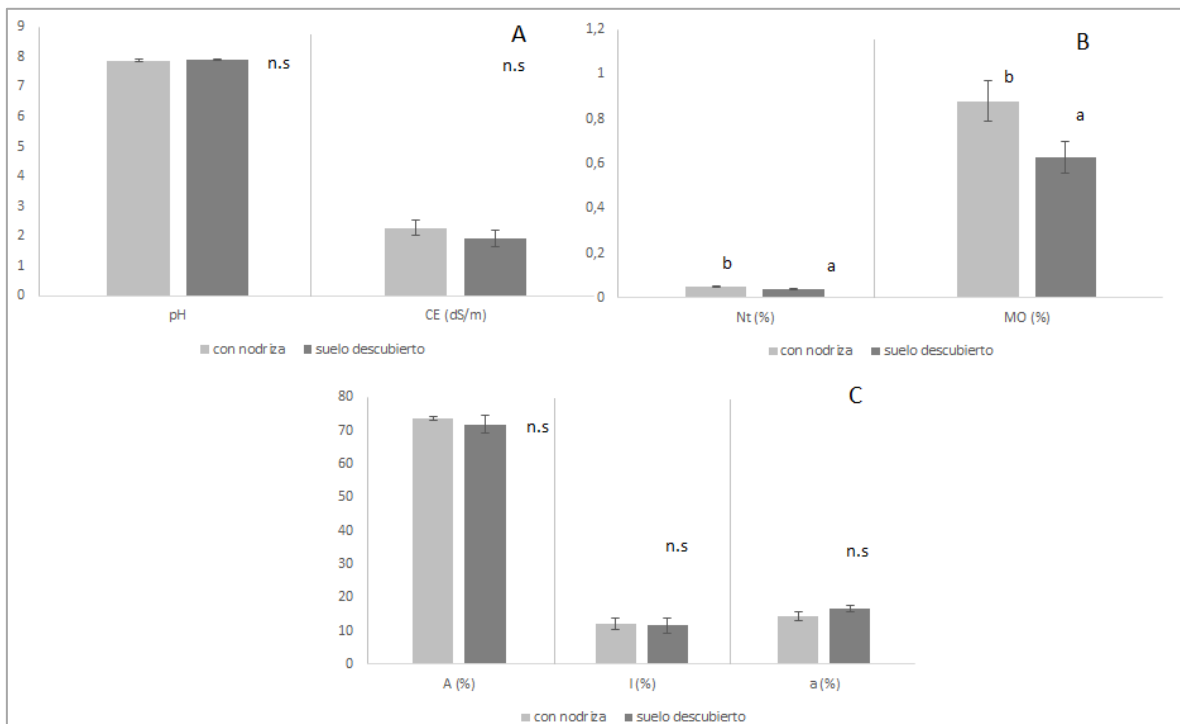 A
9
8
7
6
5
4
3
2
1
0
n.s
n.s
pH CE (dS/m)
con nodriza suelo descubierto
B
1,2
1
0,8
0,6
0,4
0,2
0
b
a
b
a
Nt (%) MO (%)
con nodriza suelo descubierto
C
80
70
60
50
40
30
20
10
0
n.s
n.s
n.s
A (%) l (%) a (%)
con nodriza suelo descubierto